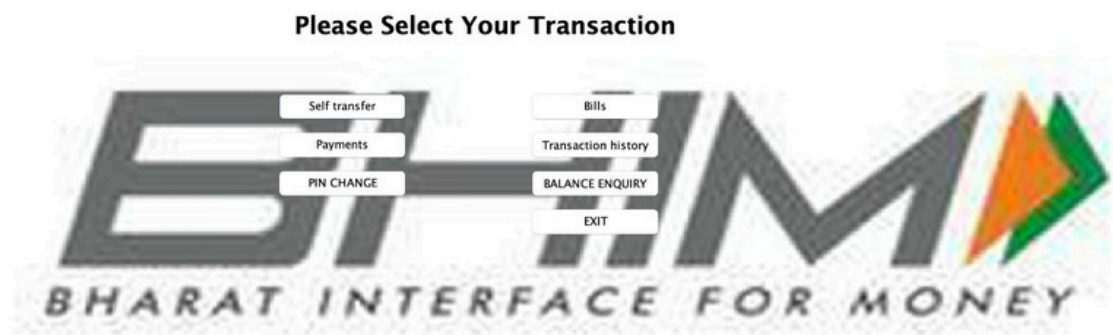 Please Select Your Transaction
Self transfer Bills
Payments Transaction history
PIN CHANGE BALANCE ENQUIRY
EXIT
BHIM
BHARAT INTERFACE FOR MONEY